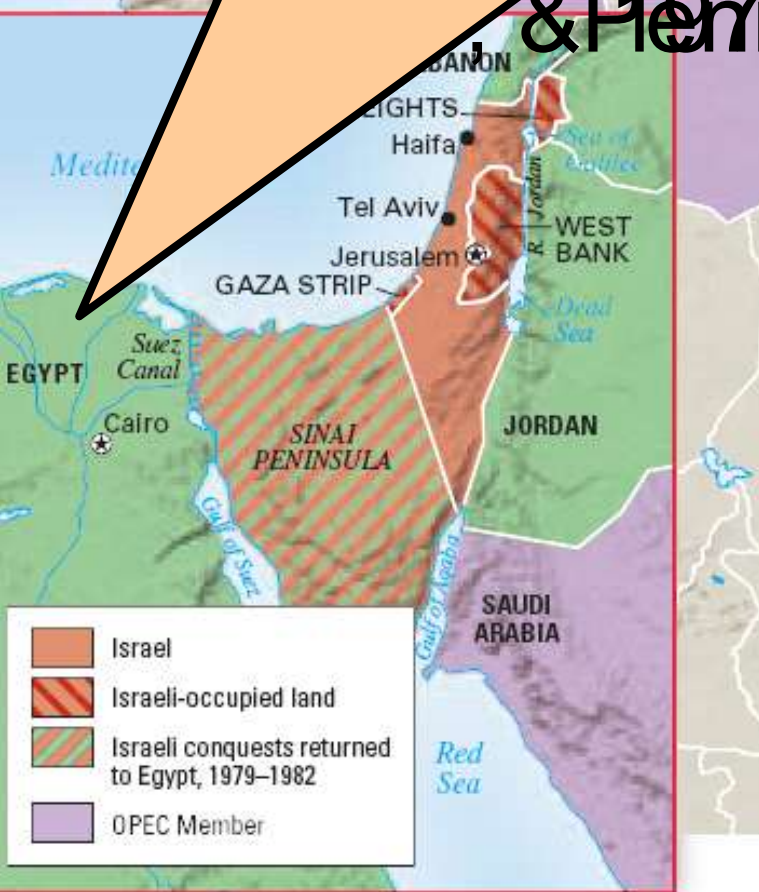 &
BANON
EIGHTS
Sea of
Galilee
Haifa
Medite
R. Jordan
Tel Aviv
WEST
BANK
Jerusalem
GAZA STRIP
Dead
Sea
Suez
Canal
EGYPT
Cairo
SINAI
PENINSULA
JORDAN
Gulf of Suez
Gulf of Aqaba
SAUDI
ARABIA
Israel
Israeli-occupied land
Israeli conquests returned
to Egypt, 1979–1982
OPEC Member
Red
Sea